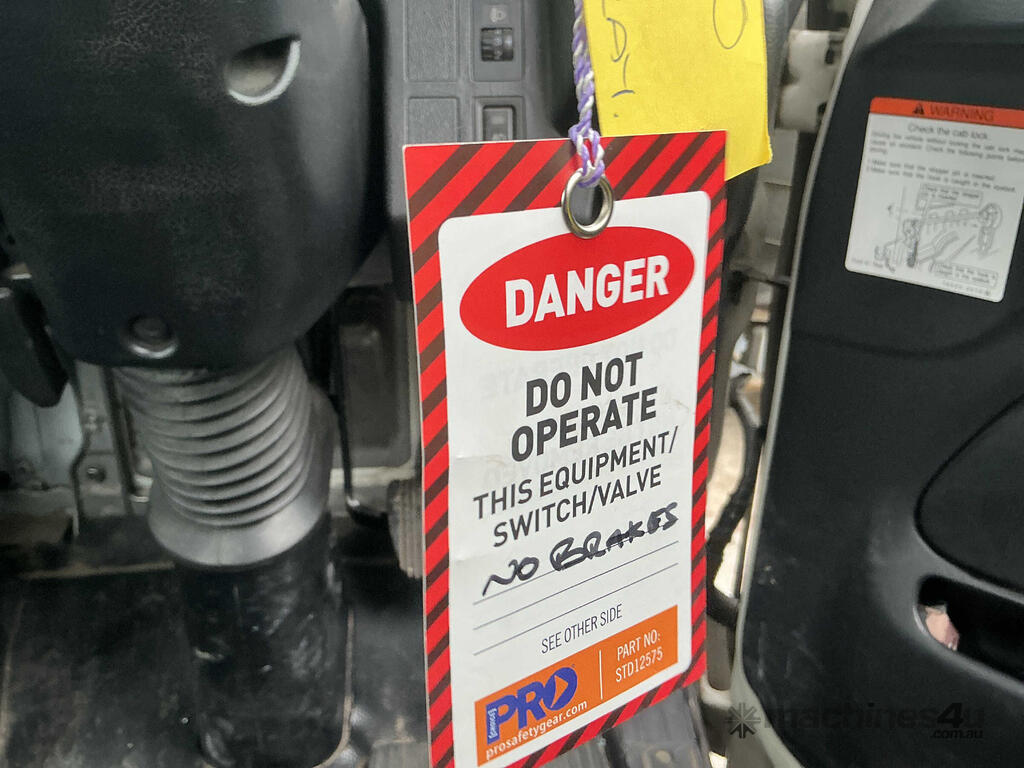 DANGER
DO NOT
OPERATE
THIS EQUIPMENT/
SWITCH/VALVE
NO BRAKES
SEE OTHER SIDE
PRO
prosafetygear.com
PART NO:
STD12575
WARNING
Check the cab lock.
machines4u
.com.au